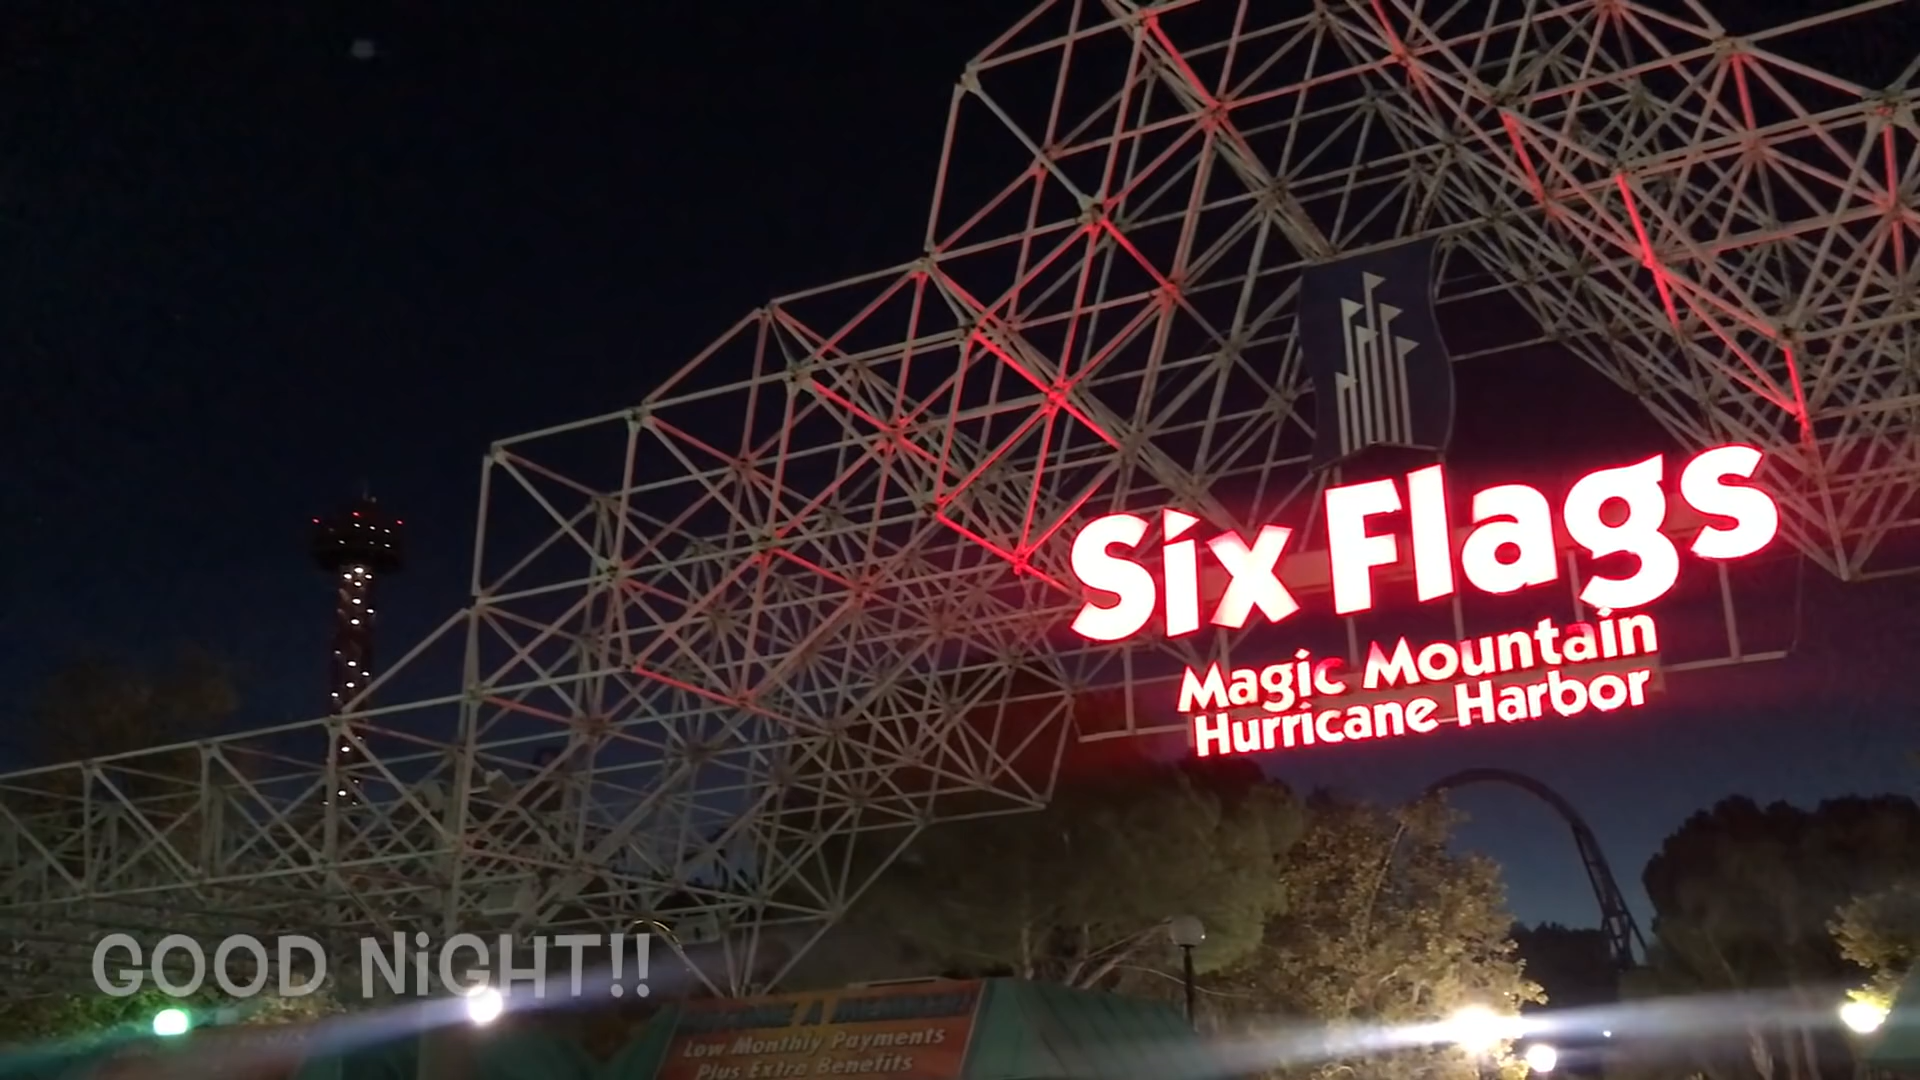 Six Flags
Magic Mountain
Hurricane Harbor
GOOD NiGHT!!
Low Monthly Payments
Plus Extra Benefits